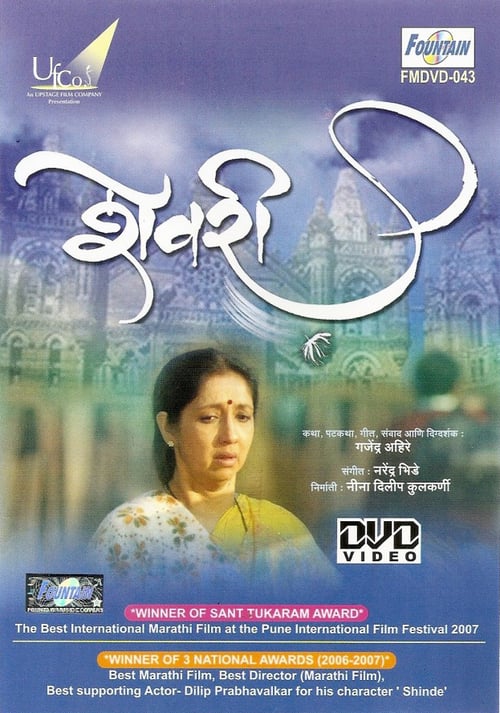 UfCo.
An UPSTAGE FILM COMPANY
Presentation
FOUNTAIN
FMDVD-043
शेवरी
कथा, पटकथा, गीत, संवाद आणि दिग्दर्शक :
गजेंद्र अहिरे
संगीत : नरेंद्र भिडे
निर्माती : नीना दिलीप कुलकर्णी
DVD
VIDEO
FOUNTAIN
*WINNER OF SANT TUKARAM AWARD*
The Best International Marathi Film at the Pune International Film Festival 2007
*WINNER OF 3 NATIONAL AWARDS (2006-2007)*
Best Marathi Film, Best Director (Marathi Film),
Best supporting Actor- Dilip Prabhavalkar for his character ' Shinde')